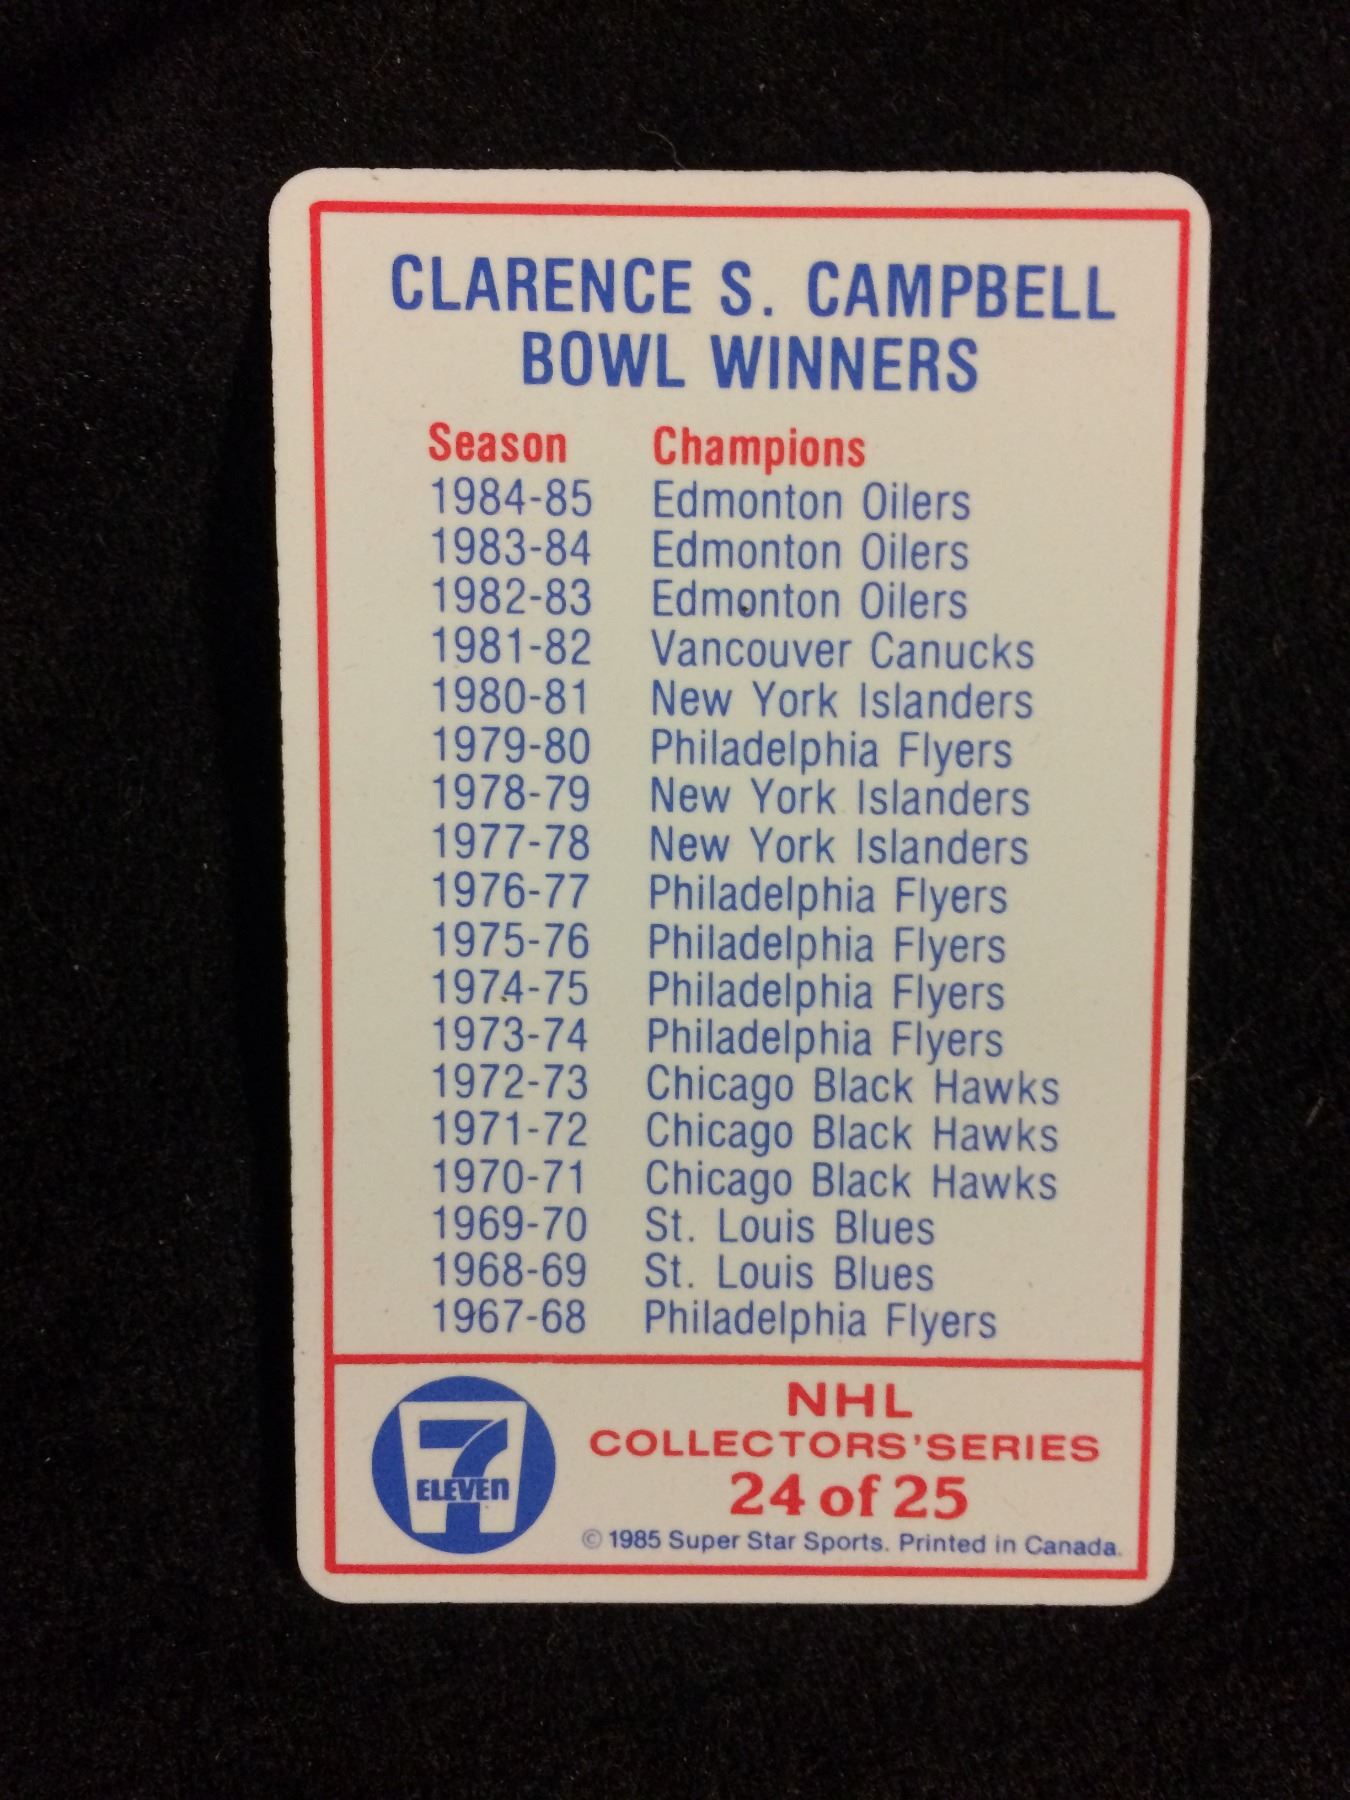 CLARENCE S. CAMPBELL
BOWL WINNERS
Season Champions
1984-85 Edmonton Oilers
1983-84 Edmonton Oilers
1982-83 Edmonton Oilers
1981-82 Vancouver Canucks
1980-81 New York Islanders
1979-80 Philadelphia Flyers
1978-79 New York Islanders
1977-78 New York Islanders
1976-77 Philadelphia Flyers
1975-76 Philadelphia Flyers
1974-75 Philadelphia Flyers
1973-74 Philadelphia Flyers
1972-73 Chicago Black Hawks
1971-72 Chicago Black Hawks
1970-71 Chicago Black Hawks
1969-70 St. Louis Blues
1968-69 St. Louis Blues
1967-68 Philadelphia Flyers
7
ELEVEn
NHL
COLLECTORS'SERIES
24 of 25
© 1985 Super Star Sports. Printed in Canada.